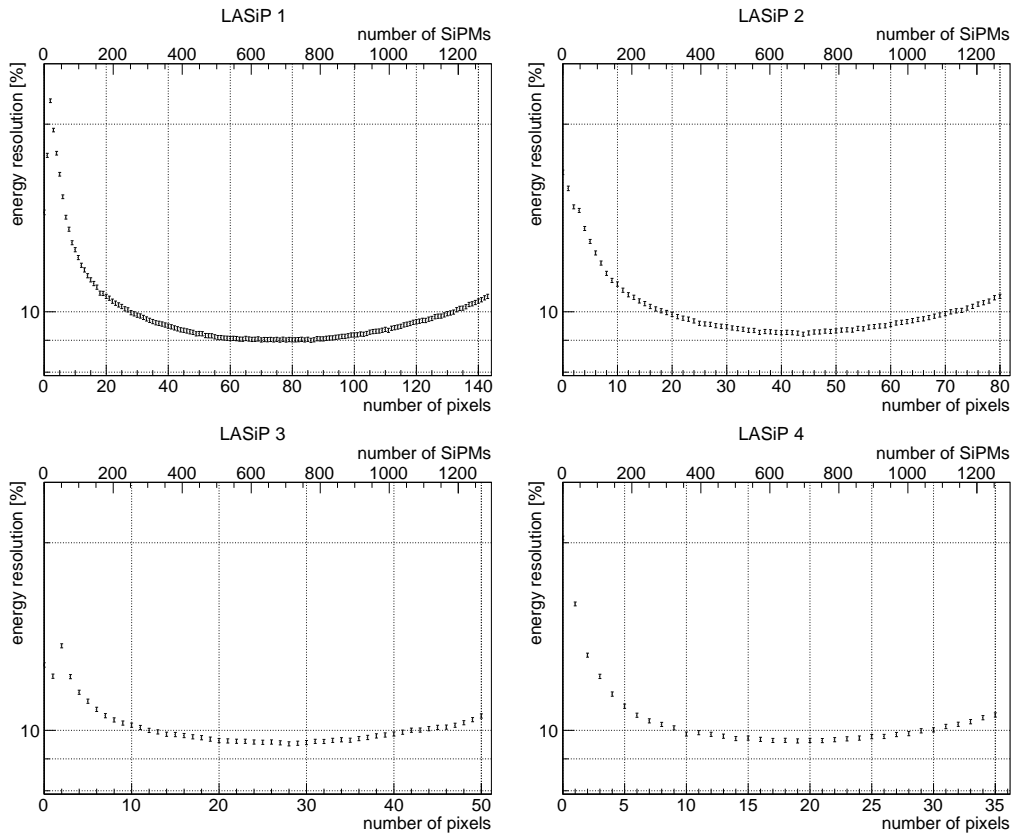 LASiP 1
number of SiPMs
0 200 400 600 800 1000 1200
energy resolution [%]
10
0 20 40 60 80 100 120 140
number of pixels
LASiP 2
number of SiPMs
0 200 400 600 800 1000 1200
energy resolution [%]
10
0 10 20 30 40 50 60 70 80
number of pixels
LASiP 3
number of SiPMs
0 200 400 600 800 1000 1200
energy resolution [%]
10
0 10 20 30 40 50
number of pixels
LASiP 4
number of SiPMs
0 200 400 600 800 1000 1200
energy resolution [%]
10
0 5 10 15 20 25 30 35
number of pixels